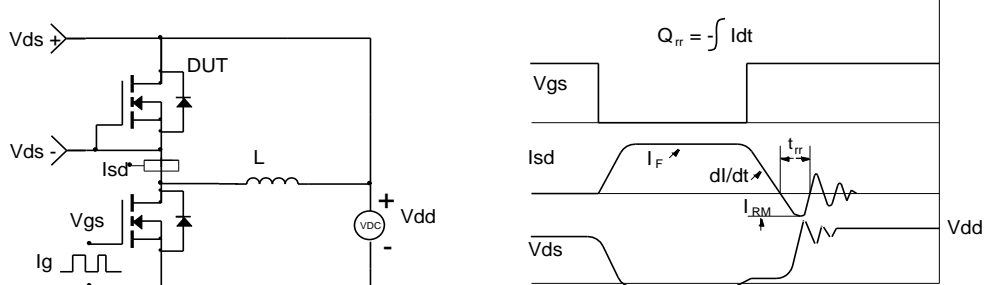 Vds +
DUT
Vds -
Isd
L
Vgs
+
VDC
Vdd
-
Ig
Qrr = -∫ Idt
Vgs
Isd
IF
dI/dt
trr
IRM
Vds
Vdd